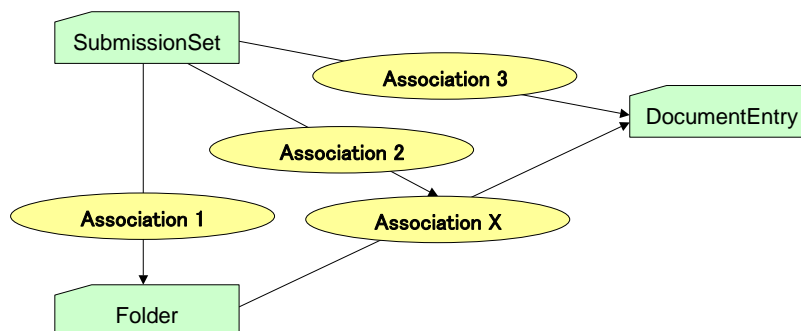 SubmissionSet
Association 3
DocumentEntry
Association 2
Association 1
Association X
Folder